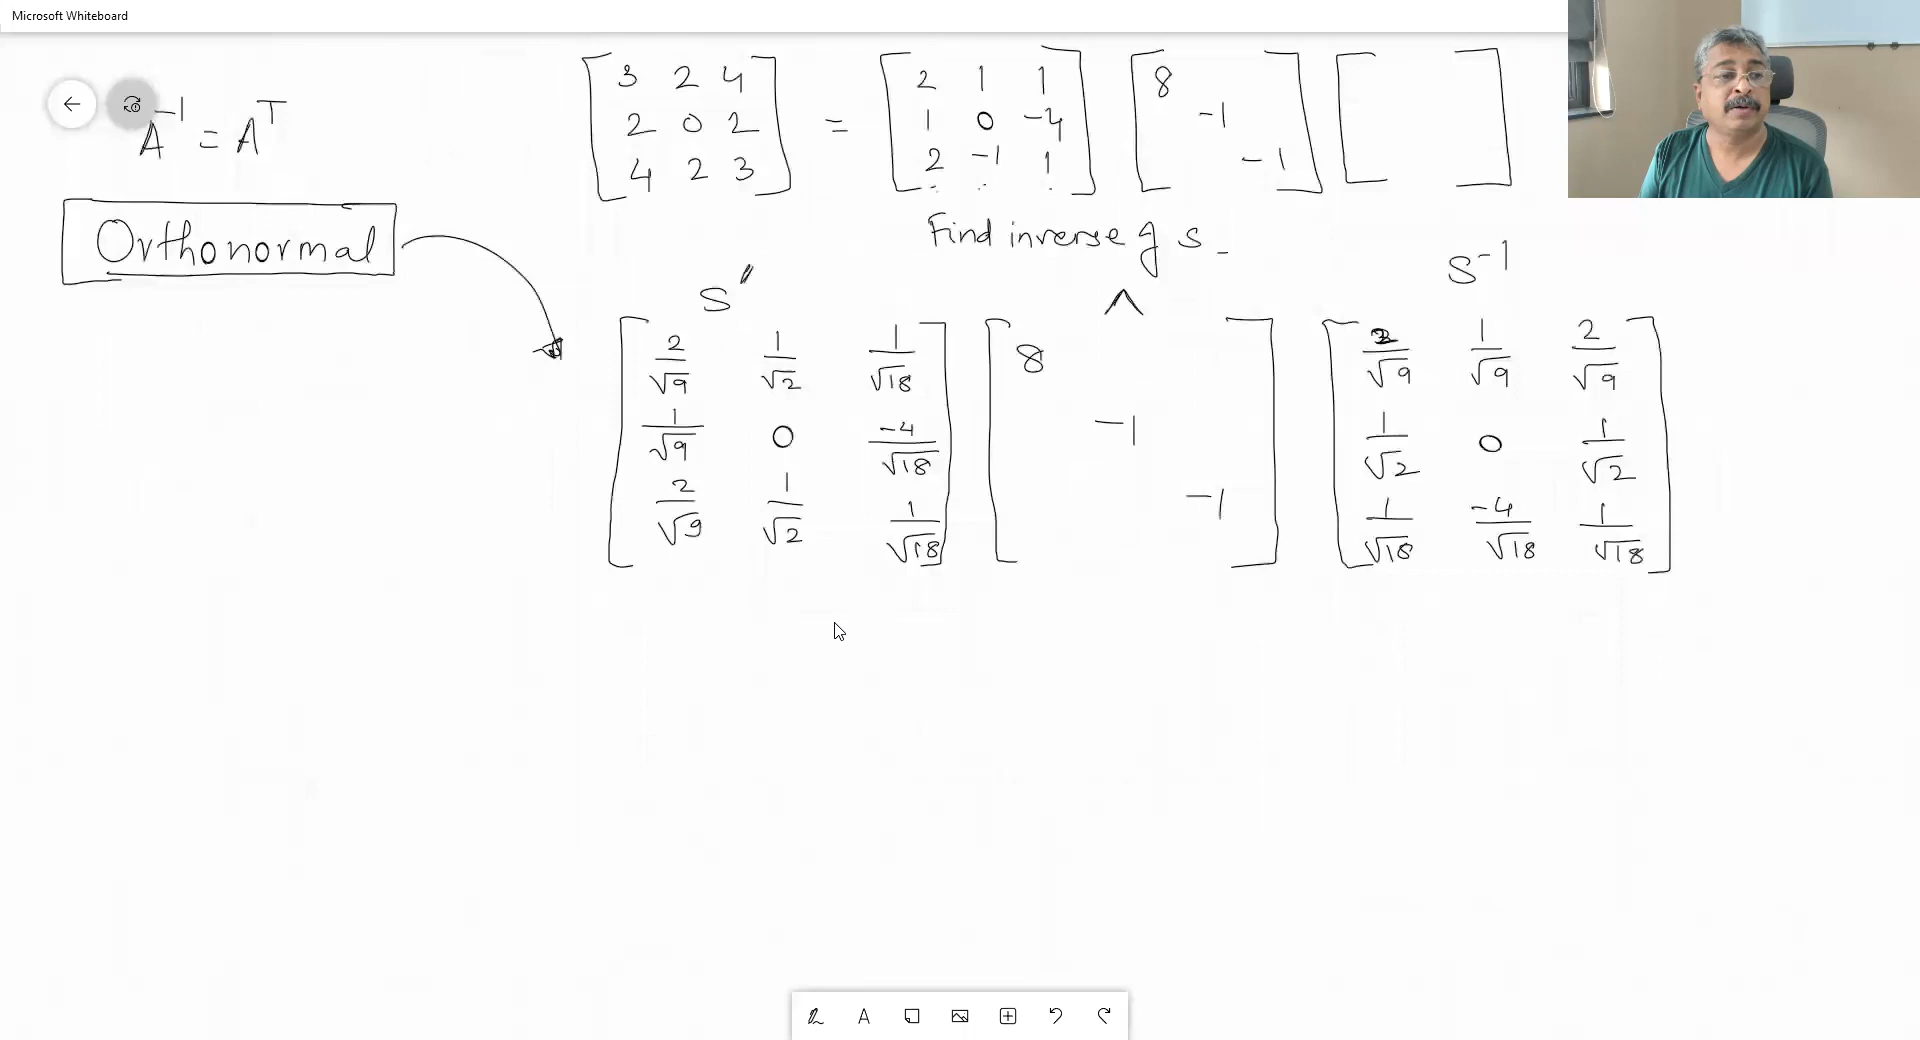 Microsoft Whiteboard
A⁻¹ = Aᵀ
Orthonormal
[3 2 4] [2 1 1] [8 ] [ ]
[2 0 2] = [1 0 -4] [ -1 ] [ ]
[4 2 3] [2 -1 1] [ -1] [ ]
Find inverse of S -
S′ Λ S⁻¹
[2/√9 1/√2 1/√18] [8 ] [2/√9 1/√9 2/√9]
[1/√9 0 -4/√18] [ -1 ] [1/√2 0 1/√2]
[2/√9 1/√2 1/√18] [ -1] [1/√18 -4/√18 1/√18]